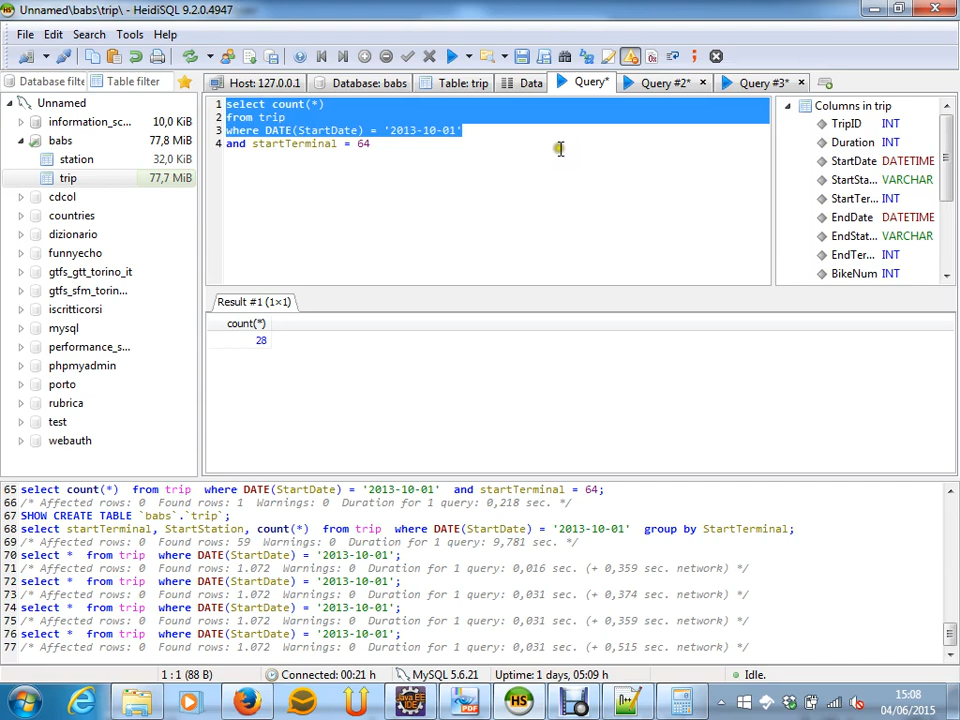 Unnamed\babs\trip\ - HeidiSQL 9.2.0.4947
File Edit Search Tools Help
Database filte Table filter Host: 127.0.0.1 Database: babs Table: trip Data Query* Query #2* Query #3*
Unnamed
information_sc... 10,0 KiB
babs 77,8 MiB
station 32,0 KiB
trip 77,7 MiB
cdcol
countries
dizionario
funnyecho
gtfs_gtt_torino_it
gtfs_sfm_torin...
iscritticorsi
mysql
performance_s...
phpmyadmin
porto
rubrica
test
webauth
1 select count(*)
2 from trip
3 where DATE(StartDate) = '2013-10-01'
4 and startTerminal = 64
Columns in trip
TripID INT
Duration INT
StartDate DATETIME
StartSta... VARCHAR
StartTer... INT
EndDate DATETIME
EndStat... VARCHAR
EndTer... INT
BikeNum INT
Result #1 (1×1)
count(*)
28
65 select count(*) from trip where DATE(StartDate) = '2013-10-01' and startTerminal = 64;
66 /* Affected rows: 0 Found rows: 1 Warnings: 0 Duration for 1 query: 0,218 sec. */
67 SHOW CREATE TABLE `babs`.`trip`;
68 select startTerminal, StartStation, count(*) from trip where DATE(StartDate) = '2013-10-01' group by StartTerminal;
69 /* Affected rows: 0 Found rows: 59 Warnings: 0 Duration for 1 query: 9,781 sec. */
70 select * from trip where DATE(StartDate) = '2013-10-01';
71 /* Affected rows: 0 Found rows: 1.072 Warnings: 0 Duration for 1 query: 0,016 sec. (+ 0,359 sec. network) */
72 select * from trip where DATE(StartDate) = '2013-10-01';
73 /* Affected rows: 0 Found rows: 1.072 Warnings: 0 Duration for 1 query: 0,031 sec. (+ 0,374 sec. network) */
74 select * from trip where DATE(StartDate) = '2013-10-01';
75 /* Affected rows: 0 Found rows: 1.072 Warnings: 0 Duration for 1 query: 0,031 sec. (+ 0,359 sec. network) */
76 select * from trip where DATE(StartDate) = '2013-10-01';
77 /* Affected rows: 0 Found rows: 1.072 Warnings: 0 Duration for 1 query: 0,031 sec. (+ 0,515 sec. network) */
1 : 1 (88 B) Connected: 00:21 h MySQL 5.6.21 Uptime: 1 days, 05:09 h Idle.
15:08
04/06/2015